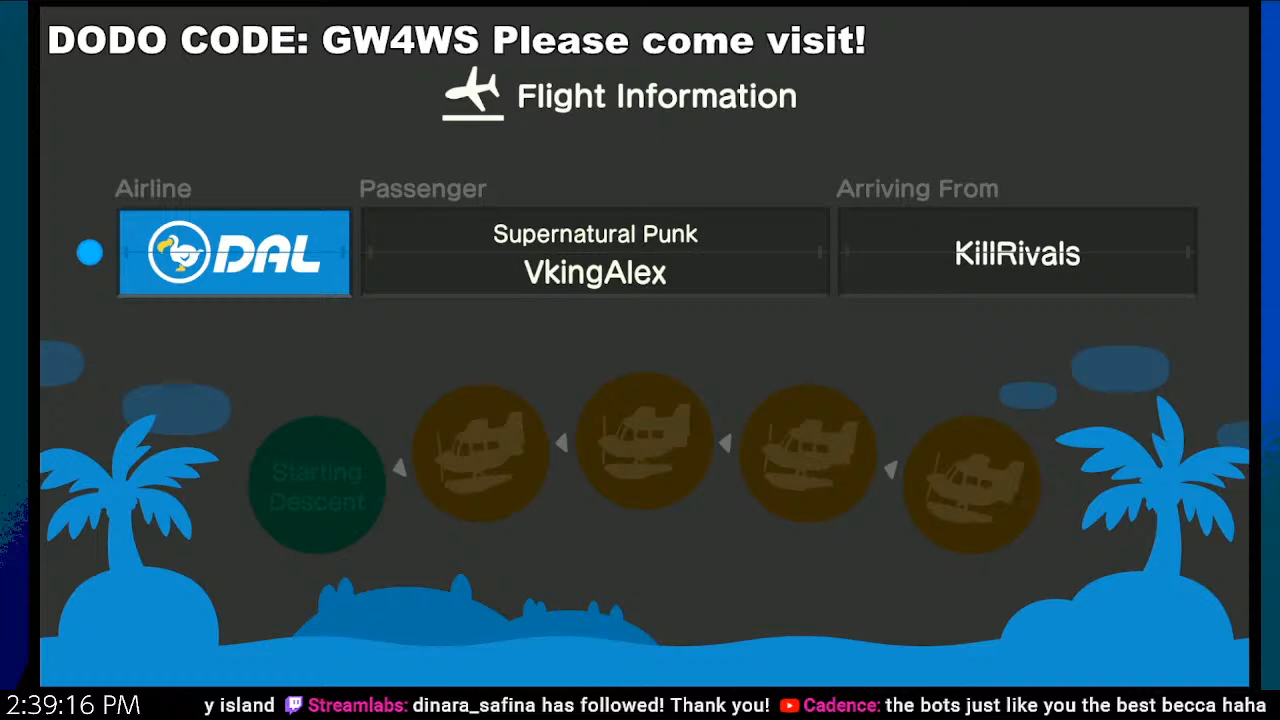 DODO CODE: GW4WS Please come visit!
Flight Information
Airline
Passenger
Arriving From
DAL
Supernatural Punk
VkingAlex
KillRivals
Starting
Descent
2:39:16 PM
y island Streamlabs: dinara_safina has followed! Thank you! Cadence: the bots just like you the best becca haha